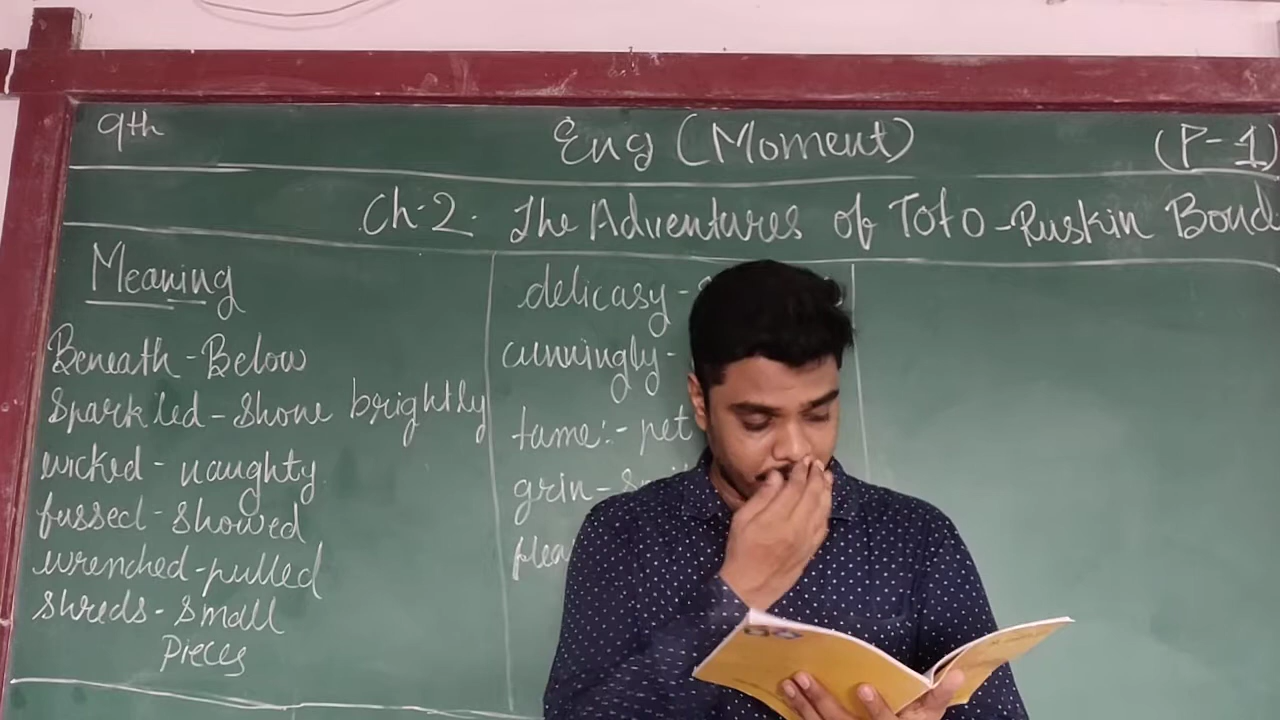 9th
Eng (Moment)
(P-1)
Ch-2. The Adventures of Toto - Ruskin Bond
Meaning
Beneath - Below
Sparkled - Shone brightly
wicked - naughty
fussed - Showed
wrenched - pulled
shreds - Small
Pieces
delicasy -
cunningly -
tame:- pet
grin -